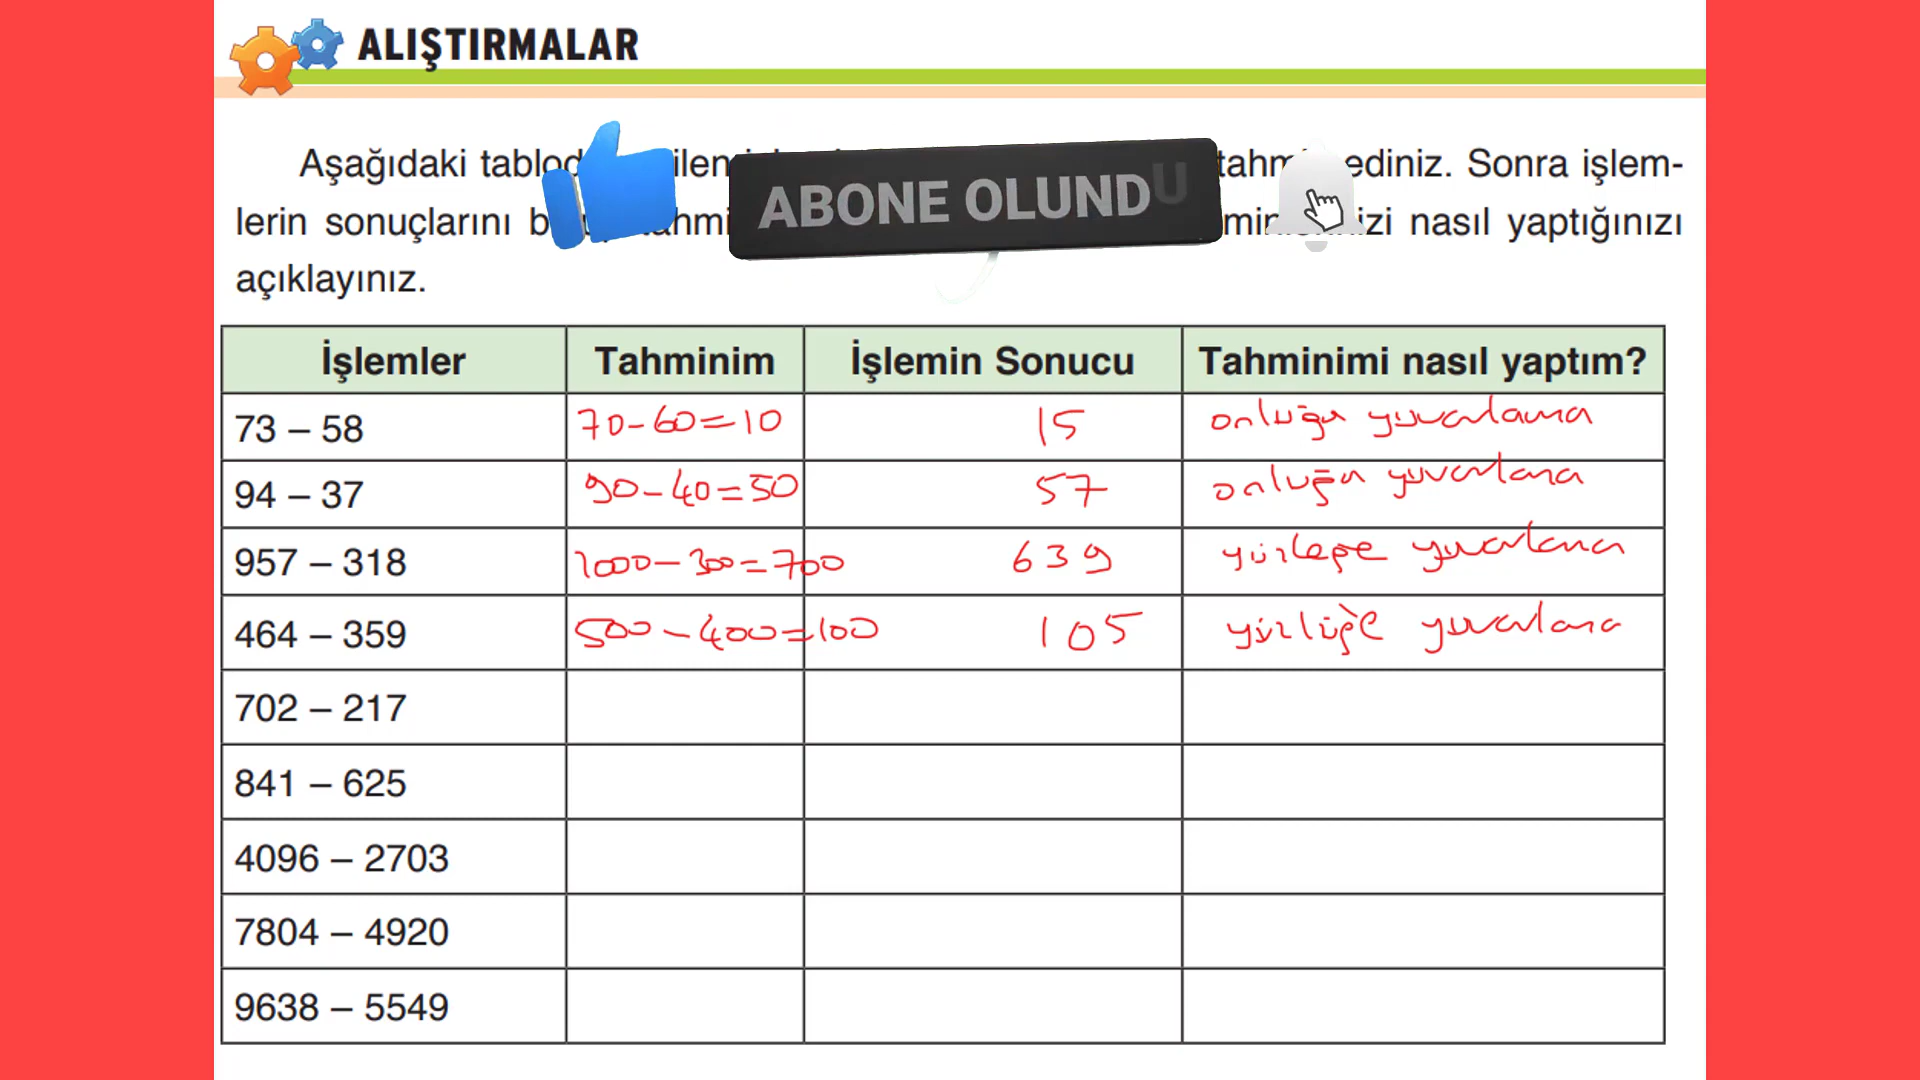 ALIŞTIRMALAR
Aşağıdaki ediniz. Sonra işlem-
ABONE OLUNDU
lerin sonuçlarını nasıl yaptığınızı
açıklayınız.
İşlemler Tahminim İşlemin Sonucu Tahminimi nasıl yaptım?
73 – 58 70-60=10 15 onluğa yuvarlama
94 – 37 90-40=50 57 onluğa yuvarlama
957 – 318 1000-300=700 639 yuvarlama
464 – 359 500-400=100 105 yüzlüğe yuvarlama
702 – 217
841 – 625
4096 – 2703
7804 – 4920
9638 – 5549